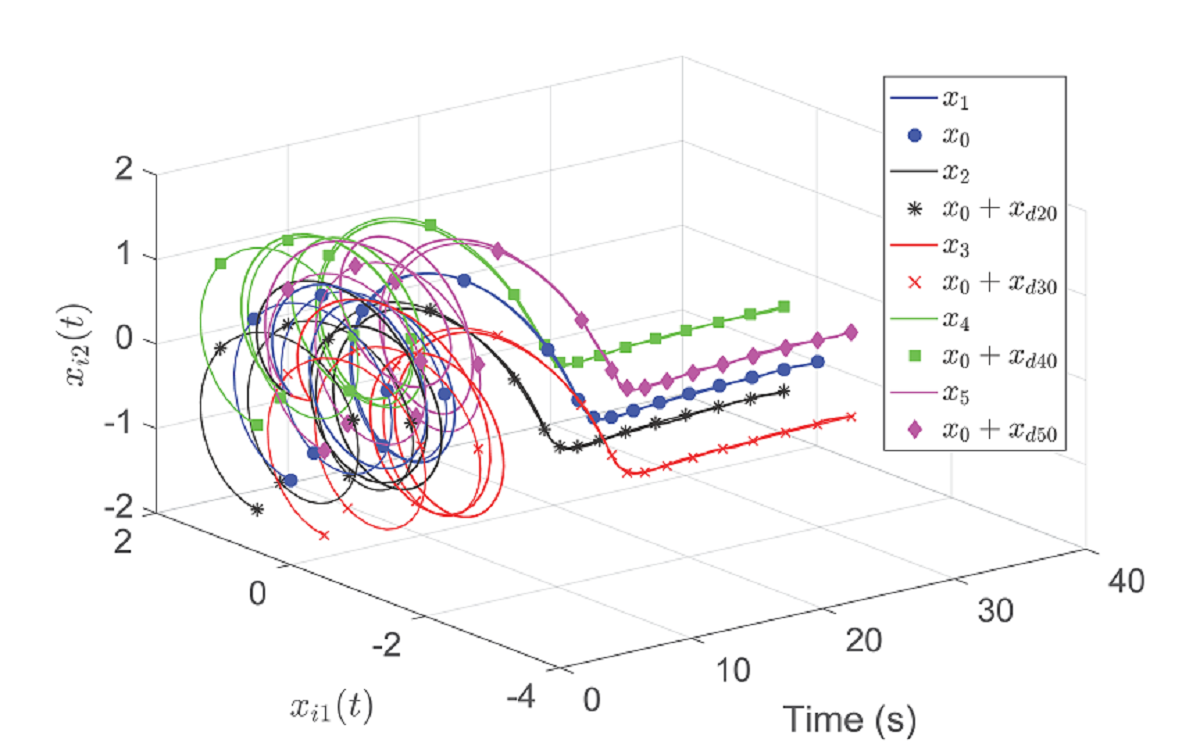 2
1
0
-1
-2
x_{i2}(t)
2
0
-2
-4
x_{i1}(t)
0
10
20
30
40
Time (s)
x_1
x_0
x_2
x_0 + x_{d20}
x_3
x_0 + x_{d30}
x_4
x_0 + x_{d40}
x_5
x_0 + x_{d50}